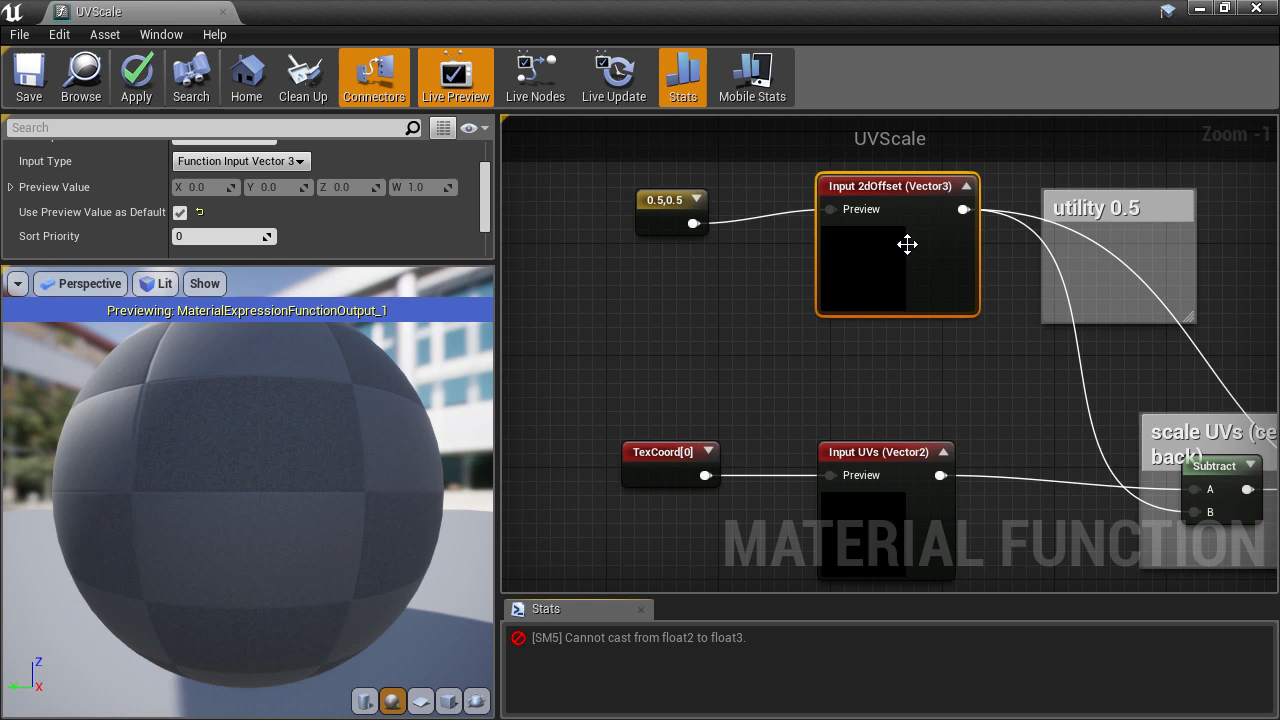 UVScale
File Edit Asset Window Help
Save Browse Apply Search Home Clean Up Connectors Live Preview Live Nodes Live Update Stats Mobile Stats
Search
Input Type Function Input Vector 3
Preview Value X 0.0 Y 0.0 Z 0.0 W 1.0
Use Preview Value as Default
Sort Priority 0
Perspective Lit Show
Previewing: MaterialExpressionFunctionOutput_1
Z
X
UVScale
Zoom -1
0.5,0.5
Input 2dOffset (Vector3)
Preview
utility 0.5
TexCoord[0]
Input UVs (Vector2)
Preview
scale UVs (ce
back)
Subtract
A
B
MATERIAL FUNCTION
Stats
[SM5] Cannot cast from float2 to float3.